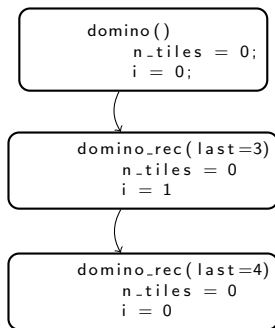 domino()
n_tiles = 0;
i = 0;
domino_rec(last=3)
n_tiles = 0
i = 1
domino_rec(last=4)
n_tiles = 0
i = 0